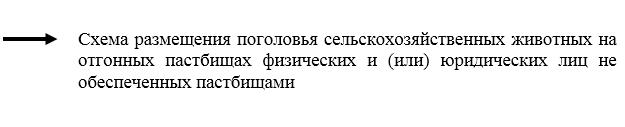 Схема размещения поголовья сельскохозяйственных животных на
отгонных пастбищах физических и (или) юридических лиц не
обеспеченных пастбищами